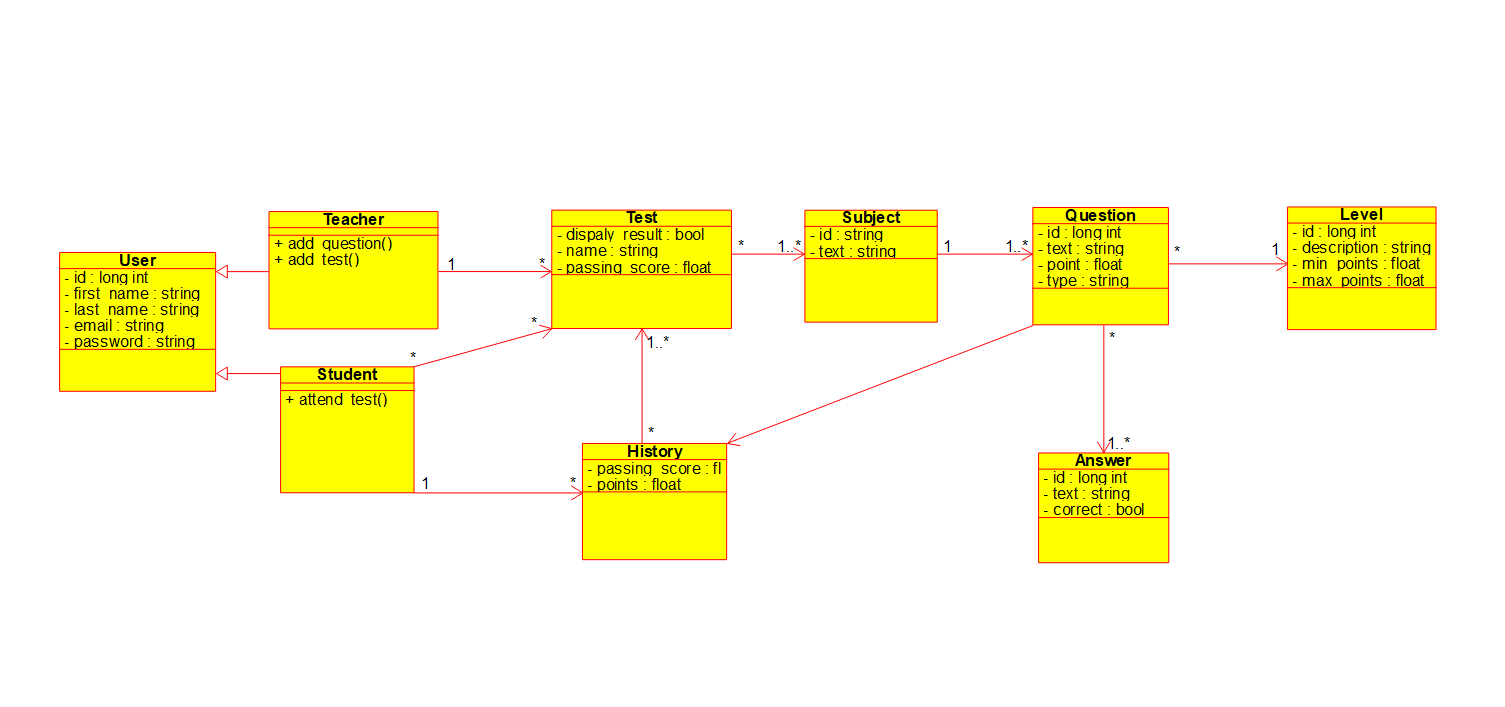 User
- id : long int
- first_name : string
- last_name : string
- email : string
- password : string
Teacher
+ add_question()
+ add_test()
1
*
Student
+ attend_test()
*
*
1
*
Test
- dispaly_result : bool
- name : string
- passing_score : float
*
1..*
1..*
*
History
- passing_score : fl
- points : float
Subject
- id : string
- text : string
1
1..*
Question
- id : long int
- text : string
- point : float
- type : string
*
1
*
1..*
Answer
- id : long int
- text : string
- correct : bool
Level
- id : long int
- description : string
- min_points : float
- max_points : float